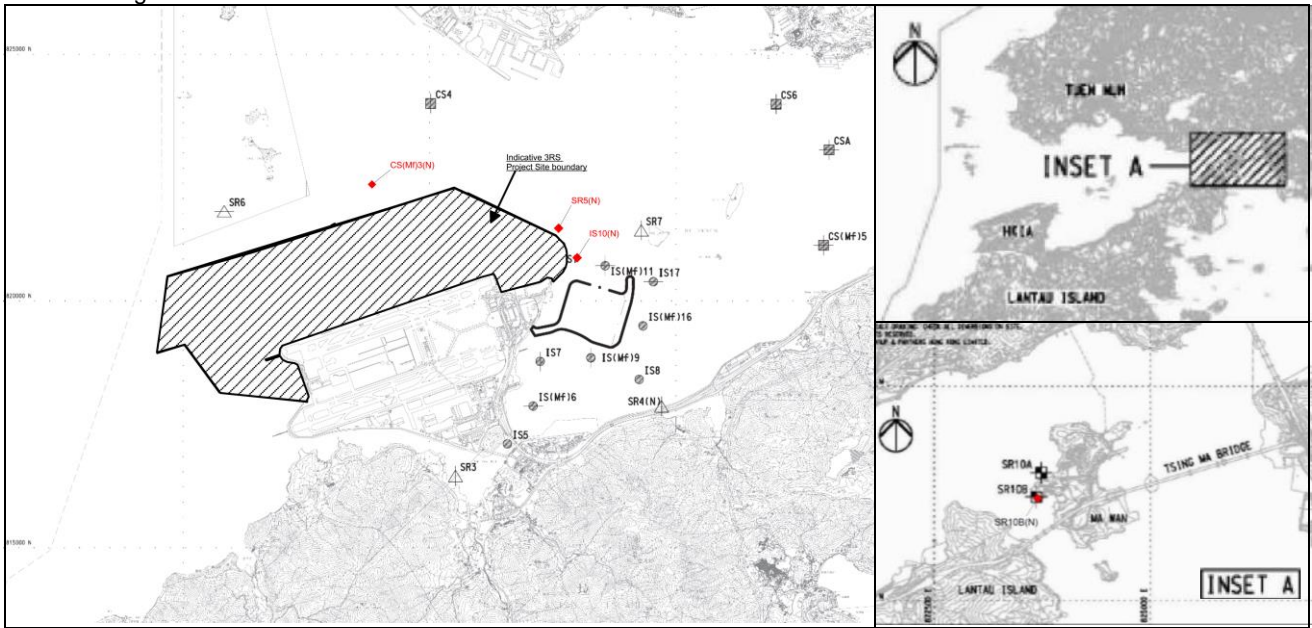 825000 N
CS4
CS6
CSA
CS(Mf)3(N)
Indicative 3RS
Project Site boundary
SR6
SR5(N)
SR7
IS10(N)
CS(Mf)5
IS(Mf)11
IS17
820000 N
IS(Mf)16
IS7
IS(Mf)9
IS8
IS(Mf)6
SR4(N)
IS5
SR3
815000 N
N
TUEN MUN
INSET A
HKIA
LANTAU ISLAND
N
SR10A
SR10B
SR10B(N)
TSING MA BRIDGE
MA WAN
LANTAU ISLAND
INSET A
825000 E